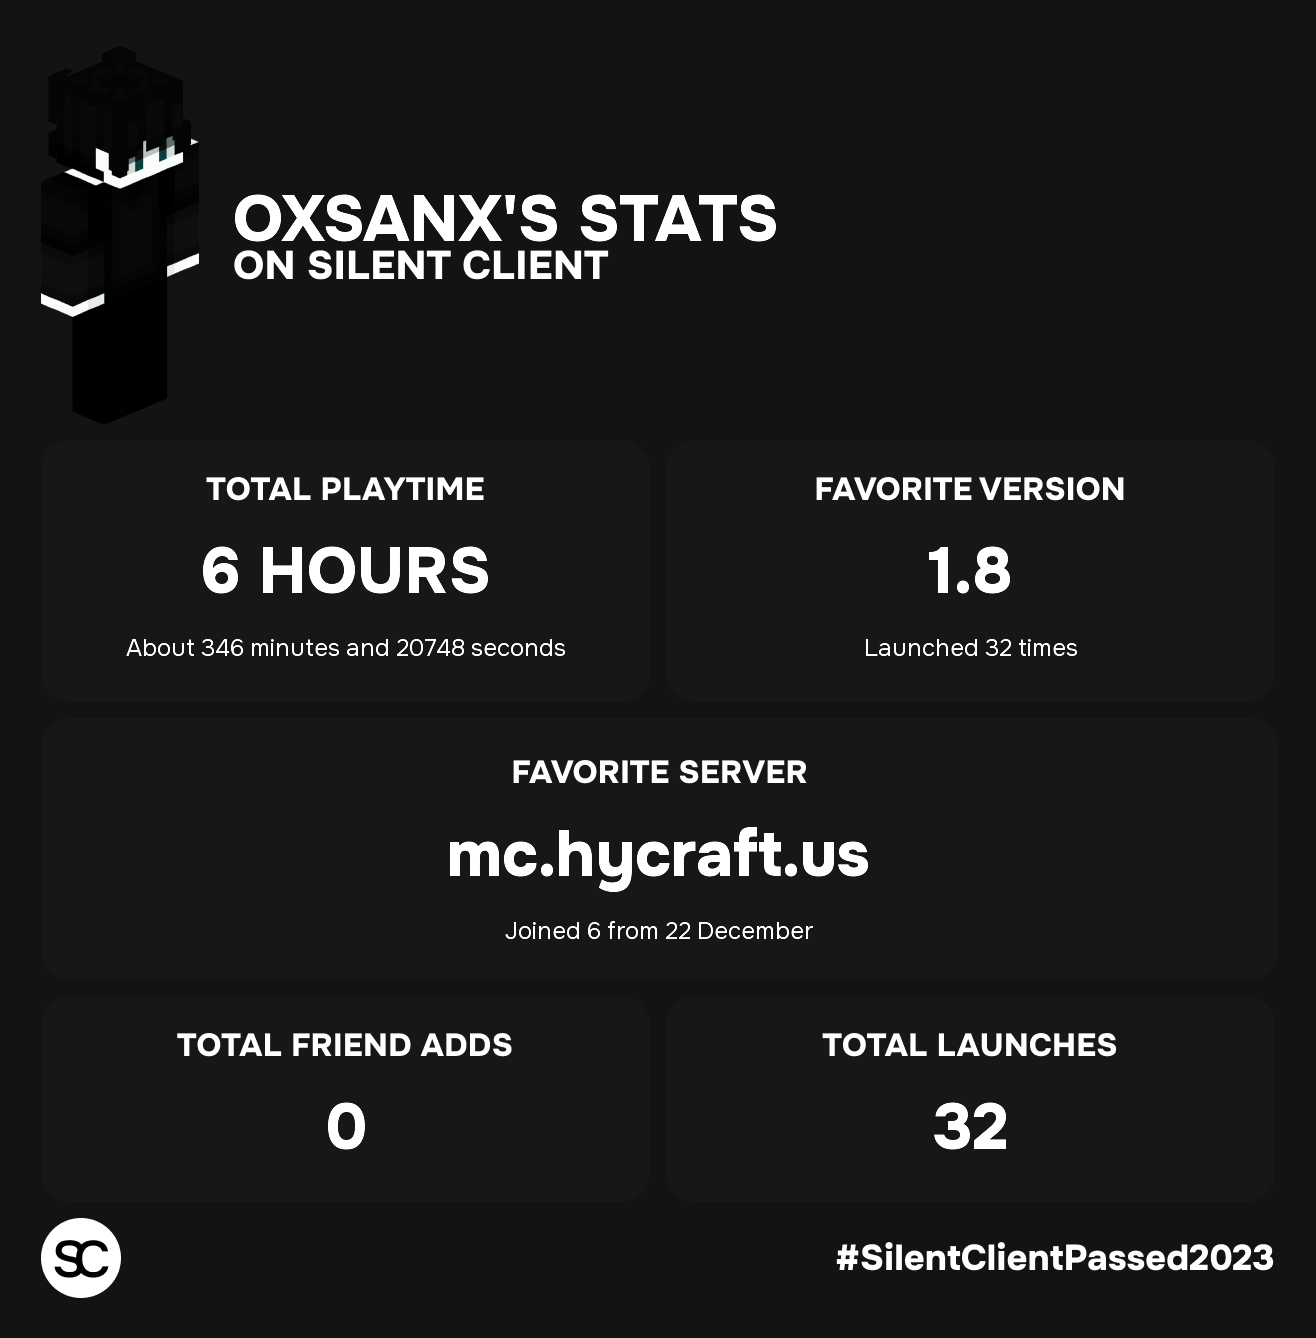 OXSANX'S STATS
ON SILENT CLIENT
TOTAL PLAYTIME
6 HOURS
About 346 minutes and 20748 seconds
FAVORITE VERSION
1.8
Launched 32 times
FAVORITE SERVER
mc.hycraft.us
Joined 6 from 22 December
TOTAL FRIEND ADDS
0
TOTAL LAUNCHES
32
SC
#SilentClientPassed2023